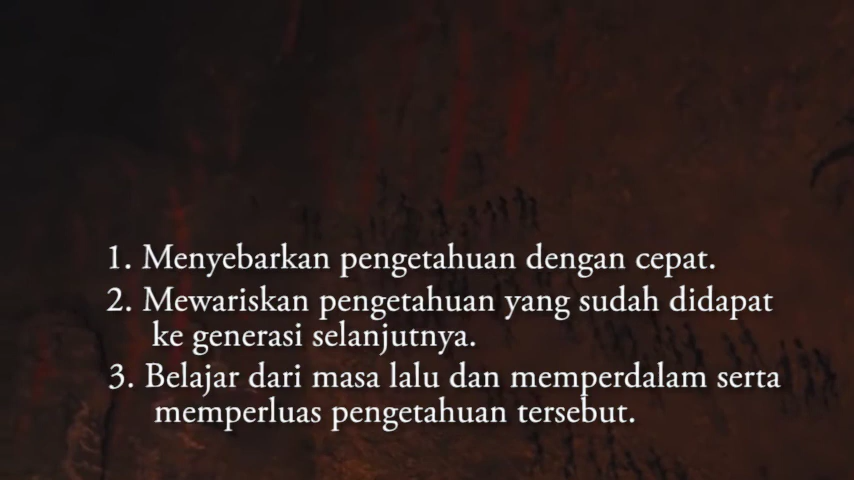 1. Menyebarkan pengetahuan dengan cepat.
2. Mewariskan pengetahuan yang sudah didapat
ke generasi selanjutnya.
3. Belajar dari masa lalu dan memperdalam serta
memperluas pengetahuan tersebut.